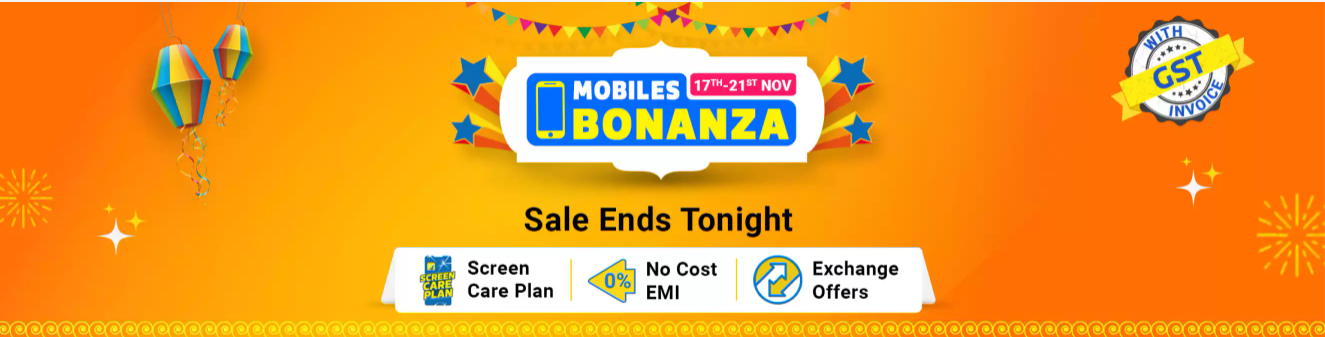 MOBILES
17TH-21ST NOV
BONANZA
WITH
GST
INVOICE
Sale Ends Tonight
SCREEN
CARE
PLAN
Screen
Care Plan
0%
No Cost
EMI
Exchange
Offers